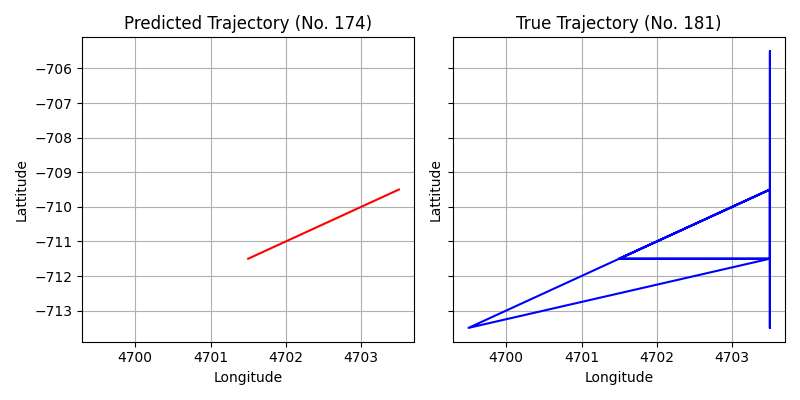 Predicted Trajectory (No. 174)
Lattitude
−706
−707
−708
−709
−710
−711
−712
−713
4700 4701 4702 4703
Longitude
True Trajectory (No. 181)
Lattitude
4700 4701 4702 4703
Longitude